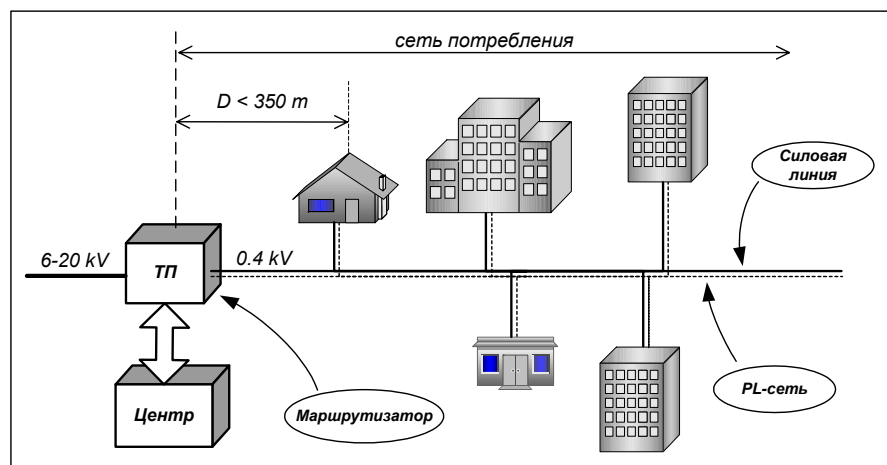 сеть потребления
D < 350 m
Силовая
линия
6-20 kV
ТП
0.4 kV
Центр
Маршрутизатор
PL-сеть